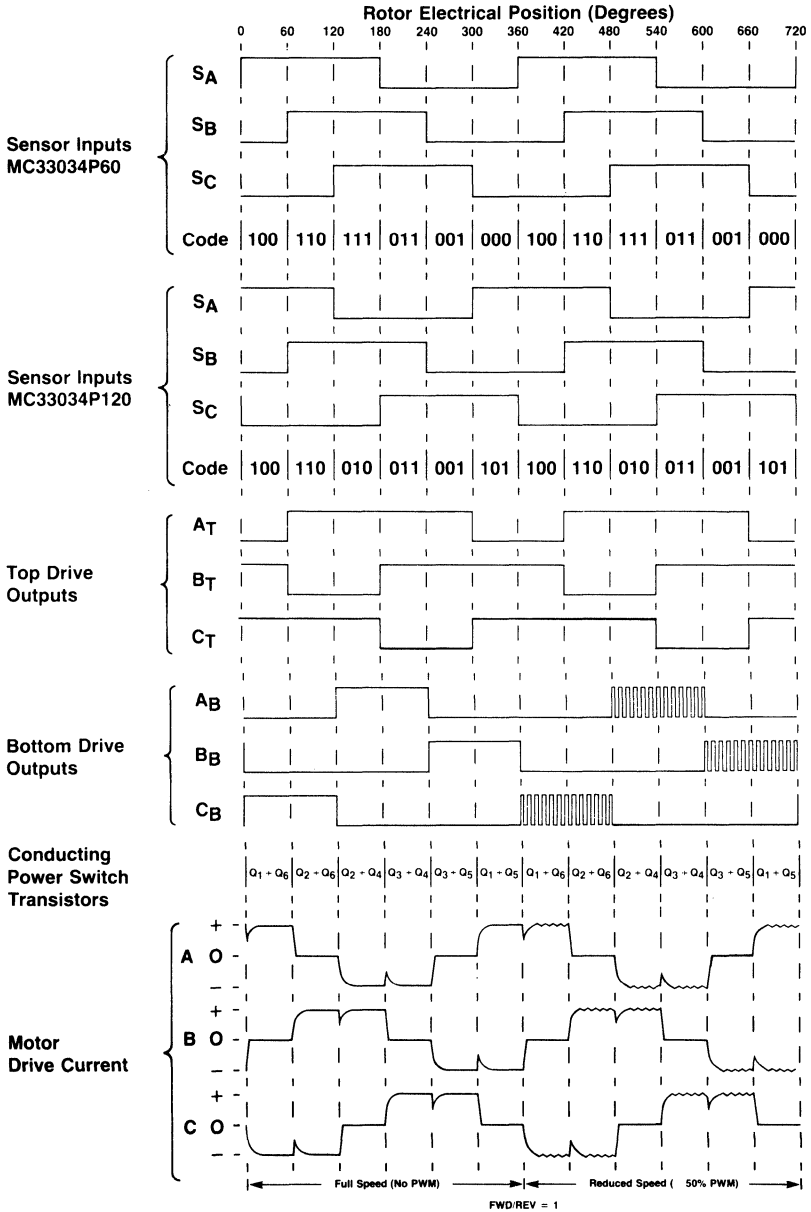 Rotor Electrical Position (Degrees)
0 60 120 180 240 300 360 420 480 540 600 660 720
Sensor Inputs
MC33034P60
SA
SB
SC
Code 100 110 111 011 001 000 100 110 111 011 001 000
Sensor Inputs
MC33034P120
SA
SB
SC
Code 100 110 010 011 001 101 100 110 010 011 001 101
Top Drive
Outputs
AT
BT
CT
Bottom Drive
Outputs
AB
BB
CB
Conducting
Power Switch
Transistors
Q1 + Q6 Q2 + Q6 Q2 + Q4 Q3 + Q4 Q3 + Q5 Q1 + Q5 Q1 + Q6 Q2 + Q6 Q2 + Q4 Q3 + Q4 Q3 + Q5 Q1 + Q5
Motor
Drive Current
+
A O
−
+
B O
−
+
C O
−
Full Speed (No PWM) Reduced Speed ( 50% PWM)
FWD/REV = 1